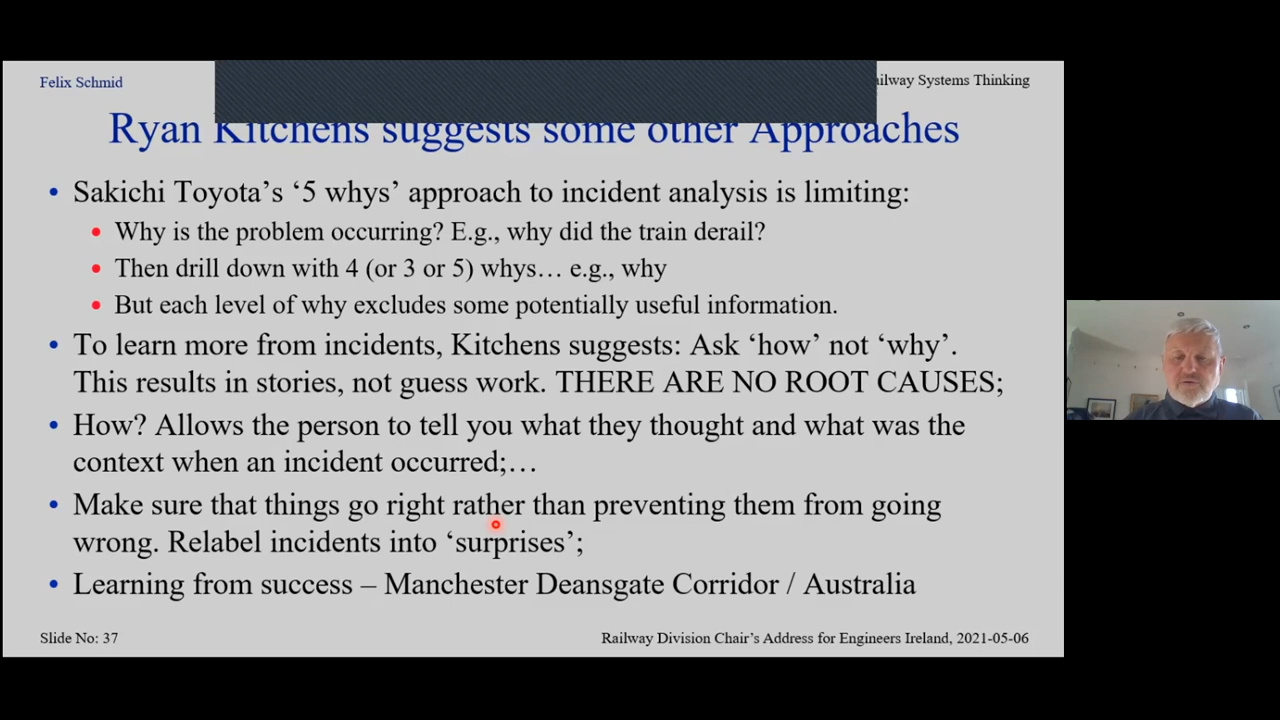 Felix Schmid
Railway Systems Thinking
Ryan Kitchens suggests some other Approaches
• Sakichi Toyota’s ‘5 whys’ approach to incident analysis is limiting:
• Why is the problem occurring? E.g., why did the train derail?
• Then drill down with 4 (or 3 or 5) whys… e.g., why
• But each level of why excludes some potentially useful information.
• To learn more from incidents, Kitchens suggests: Ask ‘how’ not ‘why’.
This results in stories, not guess work. THERE ARE NO ROOT CAUSES;
• How? Allows the person to tell you what they thought and what was the
context when an incident occurred;…
• Make sure that things go right rather than preventing them from going
wrong. Relabel incidents into ‘surprises’;
• Learning from success – Manchester Deansgate Corridor / Australia
Slide No: 37
Railway Division Chair’s Address for Engineers Ireland, 2021-05-06